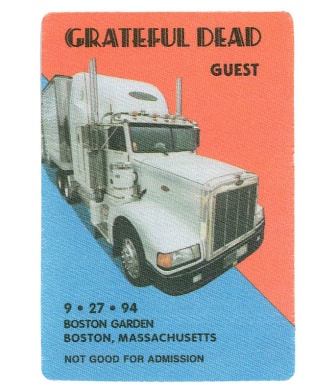 GRATEFUL DEAD
GUEST
9 • 27 • 94
BOSTON GARDEN
BOSTON, MASSACHUSETTS
NOT GOOD FOR ADMISSION